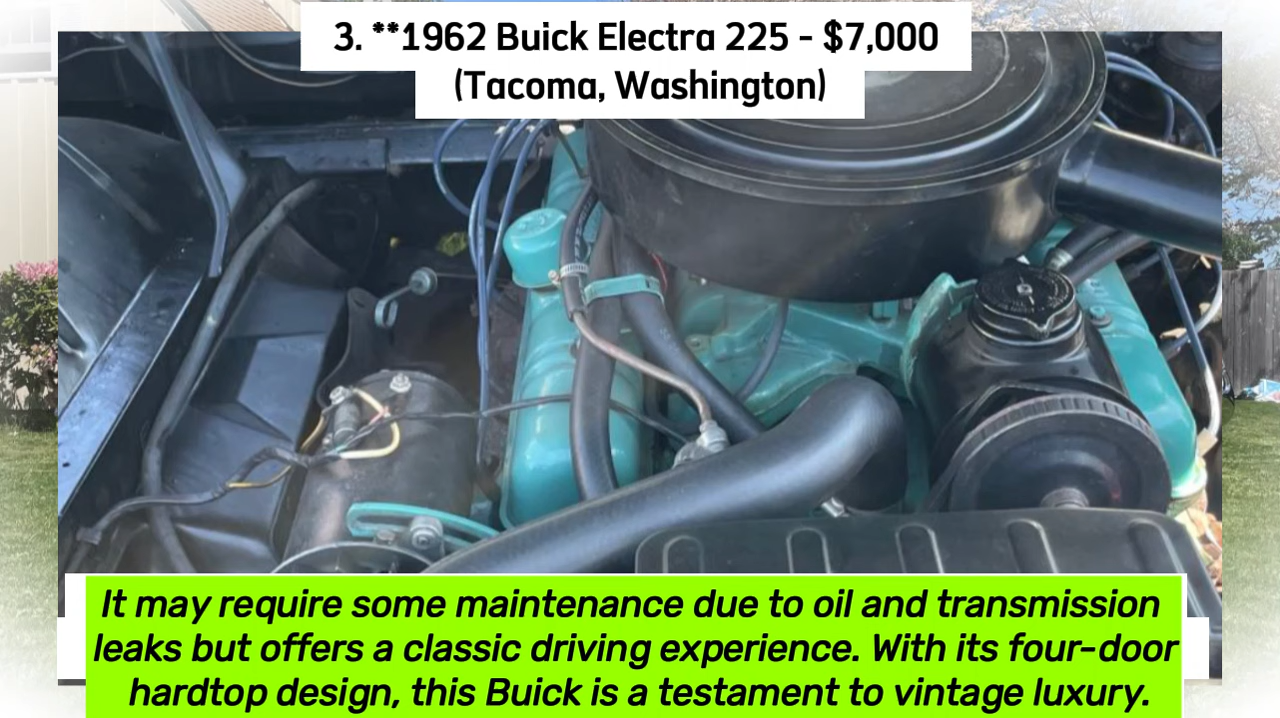 3. **1962 Buick Electra 225 - $7,000
(Tacoma, Washington)
It may require some maintenance due to oil and transmission
leaks but offers a classic driving experience. With its four-door
hardtop design, this Buick is a testament to vintage luxury.